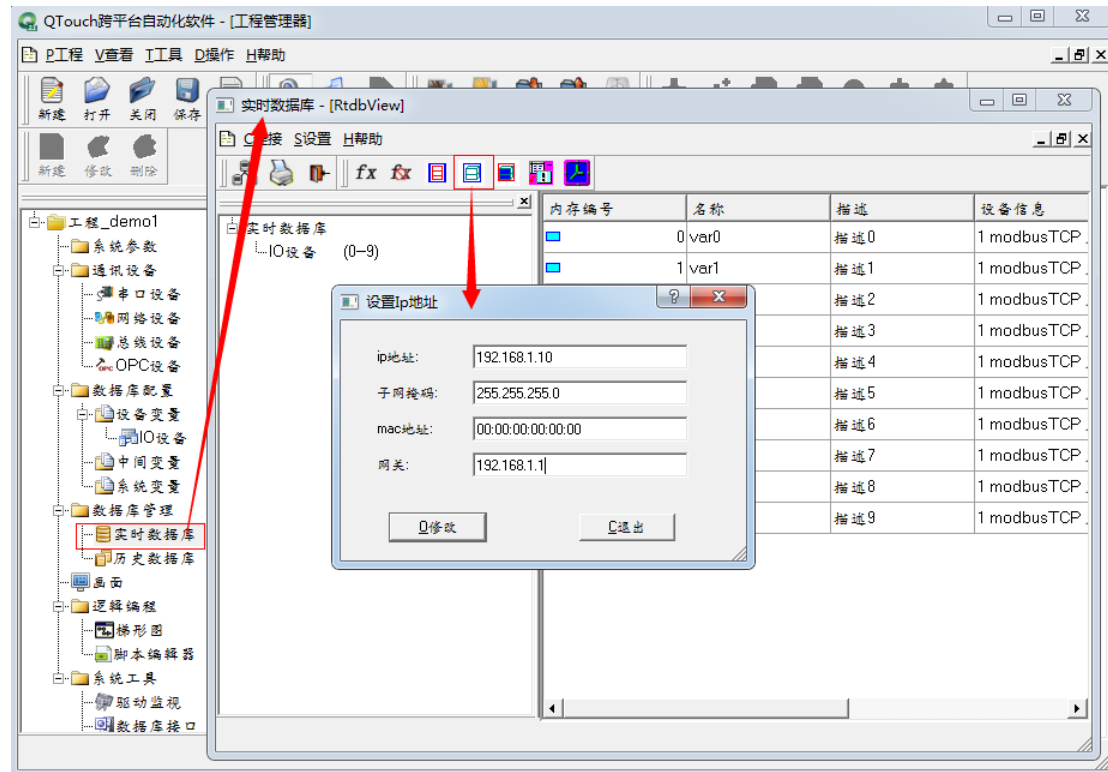 QTouch跨平台自动化软件 - [工程管理器]
P工程 V查看 T工具 D操作 H帮助
新建 打开 关闭 保存
新建 修改 删除
工程_demo1
系统参数
通讯设备
串口设备
网络设备
总线设备
OPC设备
数据库配置
设备变量
IO设备
中间变量
系统变量
数据库管理
实时数据库
历史数据库
画面
逻辑编程
梯形图
脚本编辑器
系统工具
驱动监视
数据库接口
实时数据库 - [RtdbView]
S设置 H帮助
实时数据库
IO设备 (0-9)
内存编号 名称 描述 设备信息
0 var0 描述0 1 modbusTCP
1 var1 描述1 1 modbusTCP
描述2 1 modbusTCP
描述3 1 modbusTCP
描述4 1 modbusTCP
描述5 1 modbusTCP
描述6 1 modbusTCP
描述7 1 modbusTCP
描述8 1 modbusTCP
描述9 1 modbusTCP
设置Ip地址
ip地址: 192.168.1.10
子网掩码: 255.255.255.0
mac地址: 00:00:00:00:00:00
网关: 192.168.1.1
O修改 C退出